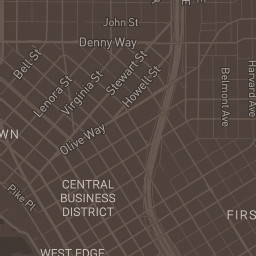 John St
Denny Way
Bell St
Lenora St
Virginia St
Stewart St
Howell St
Belmont Ave
Harvard Ave
Olive Way
OWN
Pike Pl
CENTRAL
BUSINESS
DISTRICT
FIRS
WEST EDGE